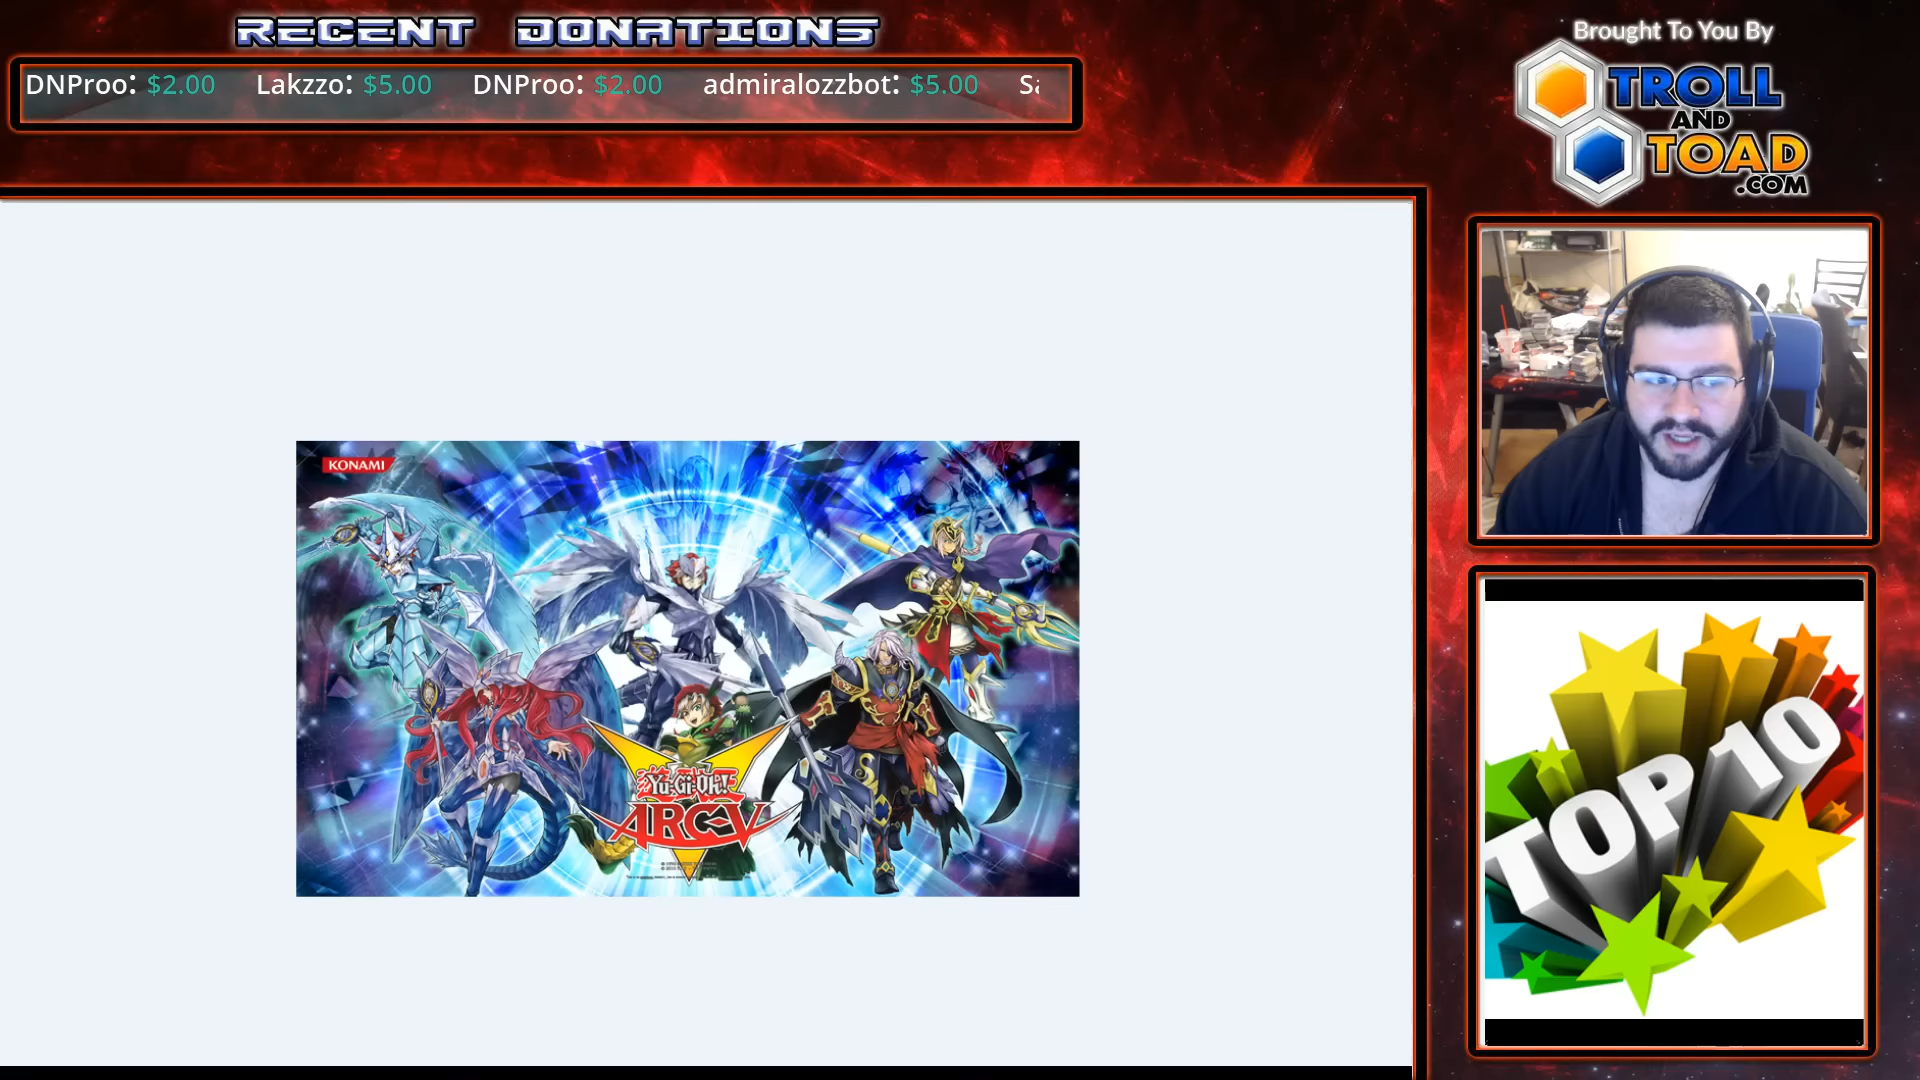 RECENT DONATIONS
DNProo: $2.00 Lakzzo: $5.00 DNProo: $2.00 admiralozzbot: $5.00 Sa
Brought To You By
TROLL
AND
TOAD
.COM
KONAMI
Yu-Gi-Oh!
ARC-V
TOP 10